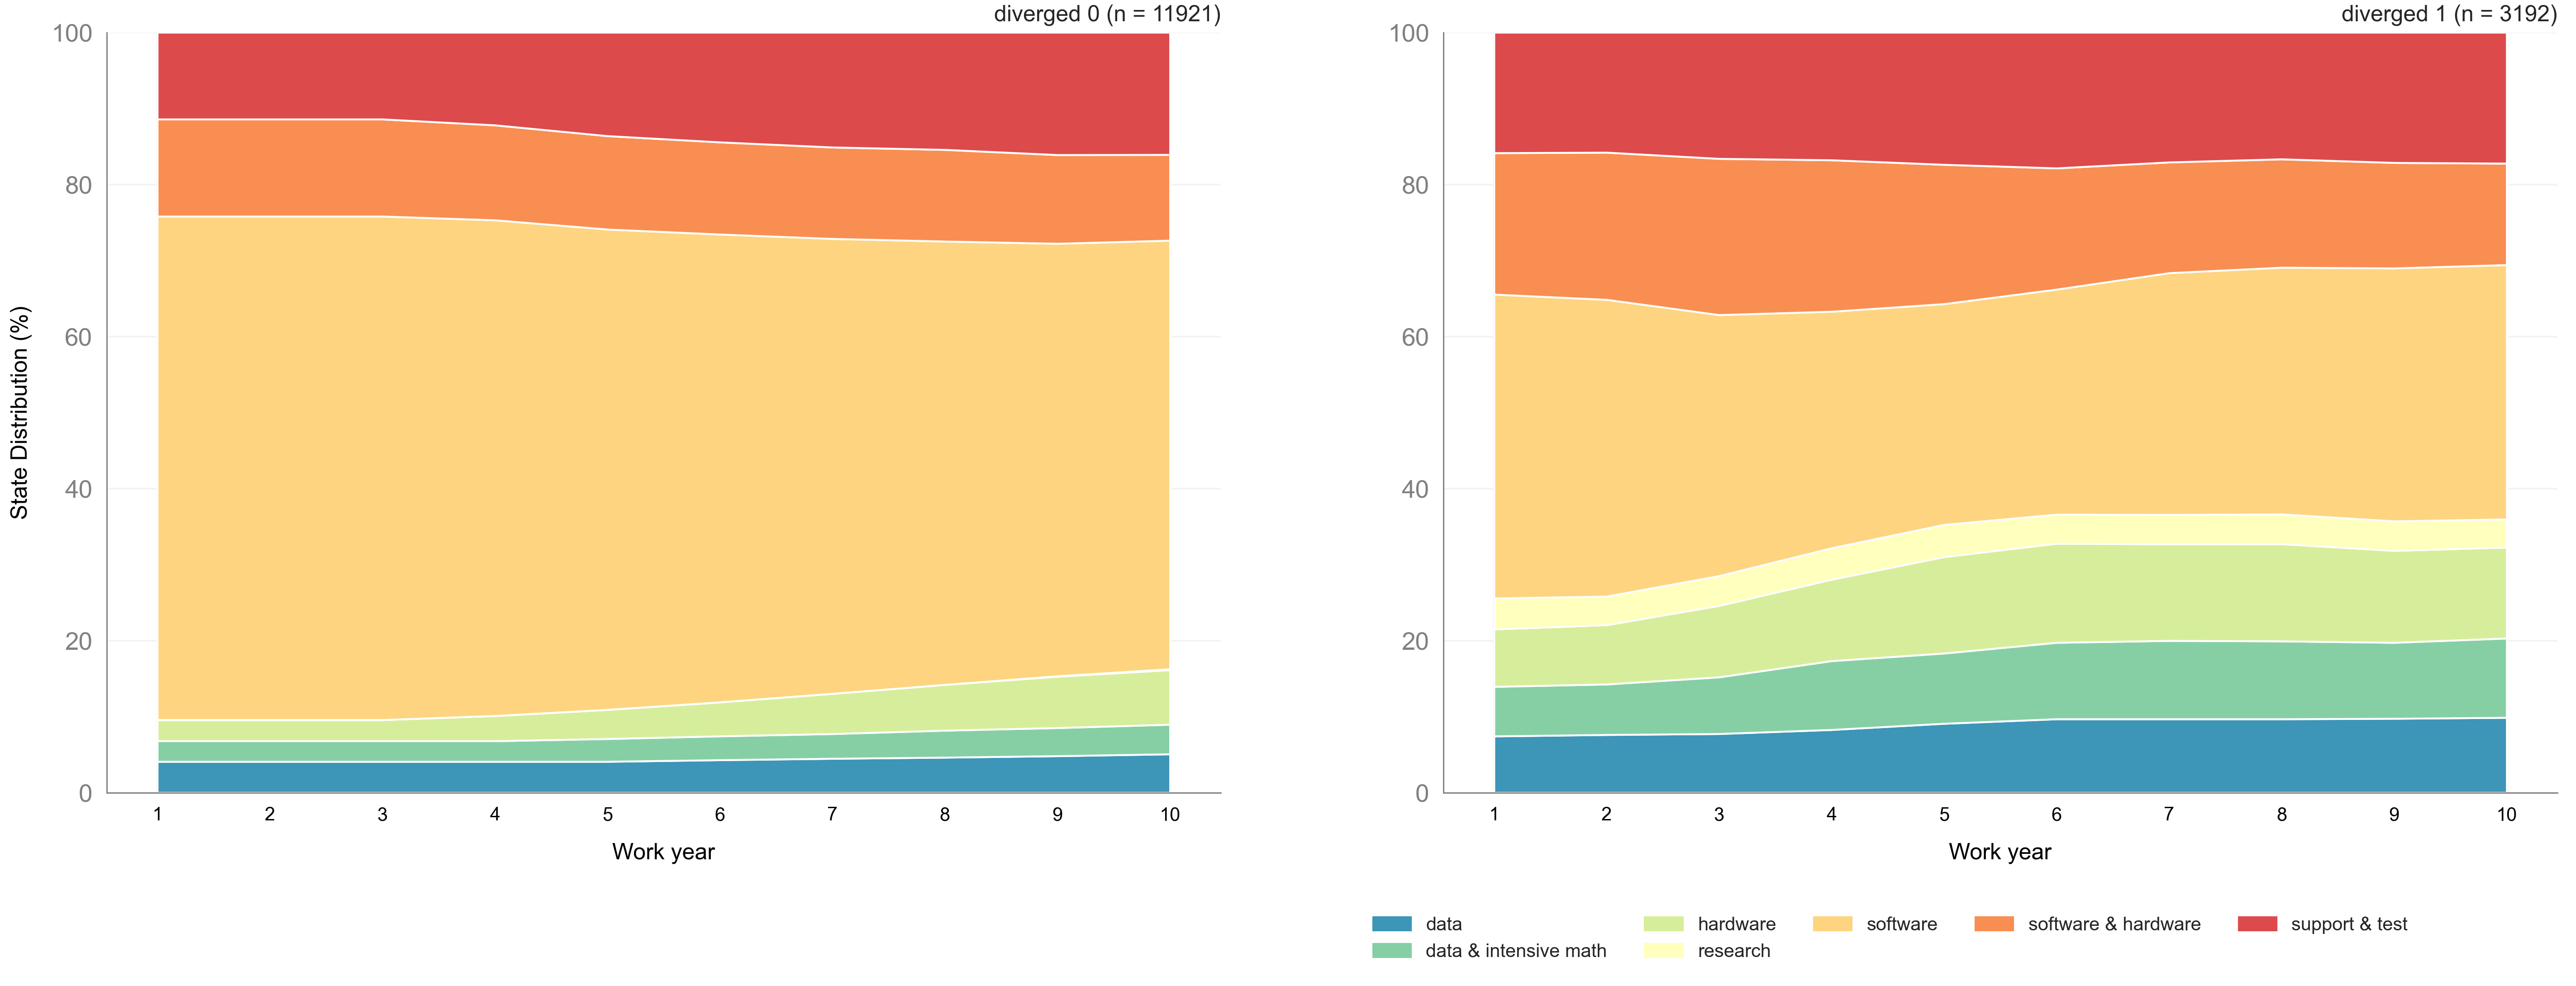 diverged 0 (n = 11921)
100
80
60
40
20
0
State Distribution (%)
1 2 3 4 5 6 7 8 9 10
Work year
diverged 1 (n = 3192)
100
80
60
40
20
0
1 2 3 4 5 6 7 8 9 10
Work year
data hardware software software & hardware support & test
data & intensive math research